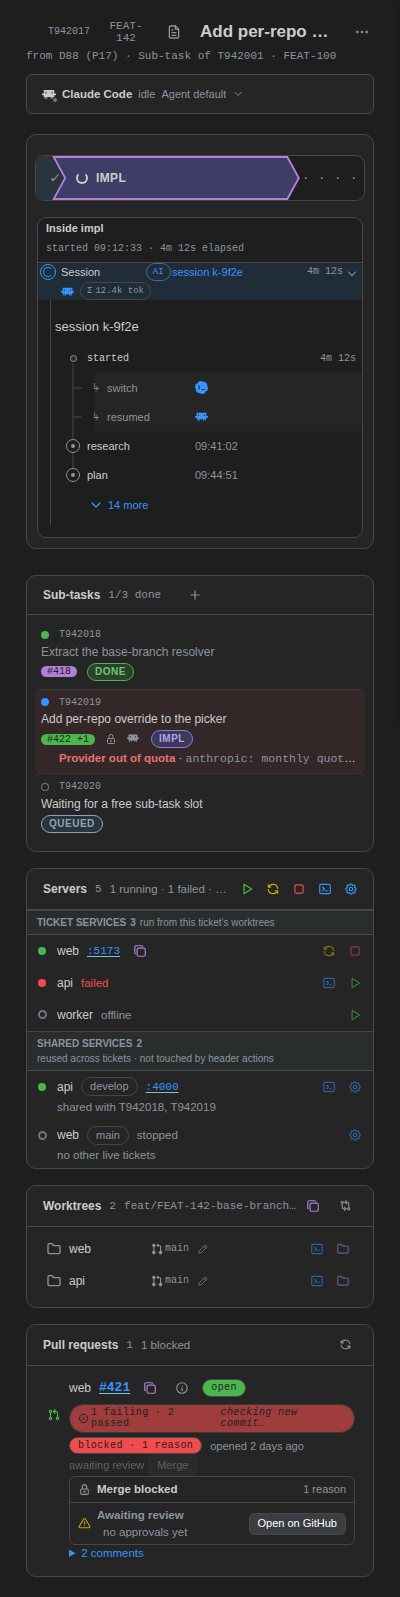 T942017 FEAT-142 Add per-repo … ···
from D88 (P17) · Sub-task of T942001 · FEAT-100
Claude Code idle Agent default
✓ IMPL · · · ·
Inside impl
started 09:12:33 · 4m 12s elapsed
Session AI session k-9f2e 4m 12s
Σ 12.4k tok
session k-9f2e
started 4m 12s
↳ switch
↳ resumed
research 09:41:02
plan 09:44:51
14 more
Sub-tasks 1/3 done +
T942018
Extract the base-branch resolver
#418 DONE
T942019
Add per-repo override to the picker
#422 +1 IMPL
Provider out of quota · anthropic: monthly quot…
T942020
Waiting for a free sub-task slot
QUEUED
Servers 5 1 running · 1 failed · …
TICKET SERVICES 3 run from this ticket's worktrees
web :5173
api failed
worker offline
SHARED SERVICES 2
reused across tickets · not touched by header actions
api develop :4000
shared with T942018, T942019
web main stopped
no other live tickets
Worktrees 2 feat/FEAT-142-base-branch…
web main
api main
Pull requests 1 1 blocked
web #421 open
1 failing · 2 passed checking new commit…
blocked · 1 reason opened 2 days ago
awaiting review Merge
Merge blocked 1 reason
Awaiting review
no approvals yet Open on GitHub
▶ 2 comments